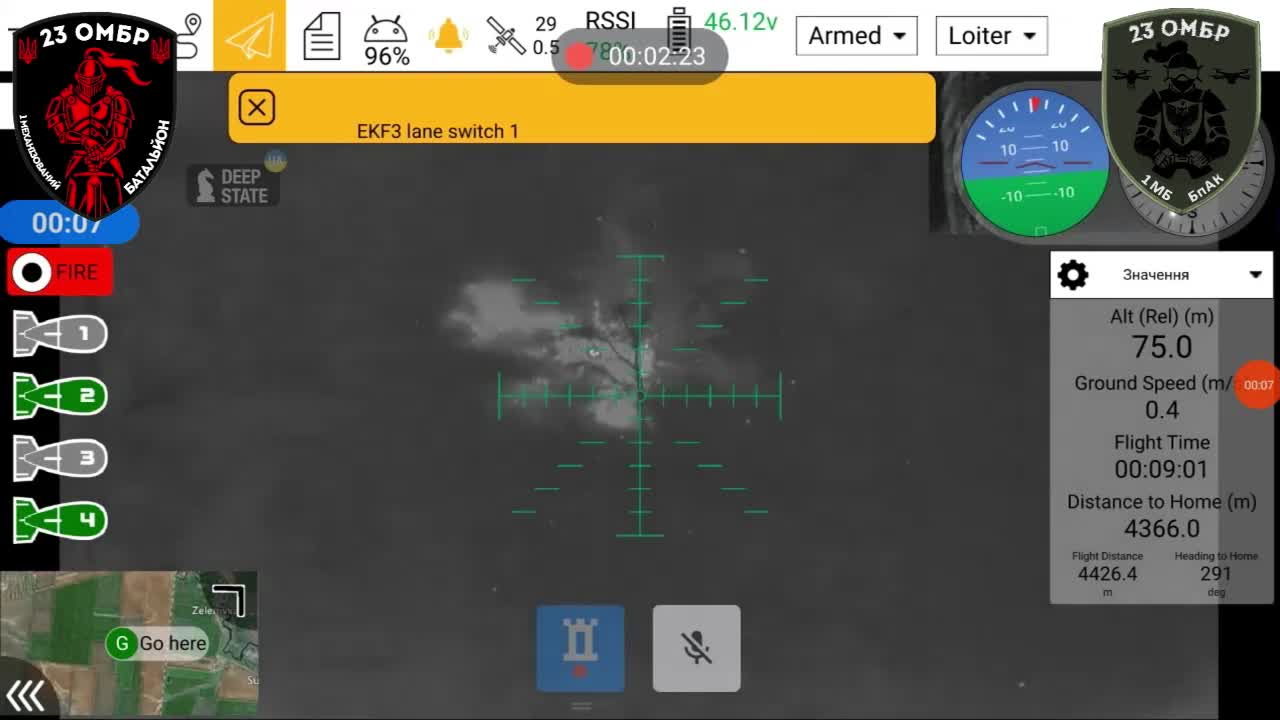 23 ОМБР
1 МЕХАНІЗОВАНИЙ
БАТАЛЬЙОН
96%
29
0.5
RSSI
78%
46.12v
00:02:23
Armed
Loiter
23 ОМБР
1 МБ БпАК
EKF3 lane switch 1
DEEP
STATE
UA
00:07
FIRE
1
2
3
4
20 20
10 10
-10 -10
S
Значення
Alt (Rel) (m)
75.0
Ground Speed (m/
0.4
00:07
Flight Time
00:09:01
Distance to Home (m)
4366.0
Flight Distance
4426.4
m
Heading to Home
291
deg
G Go here